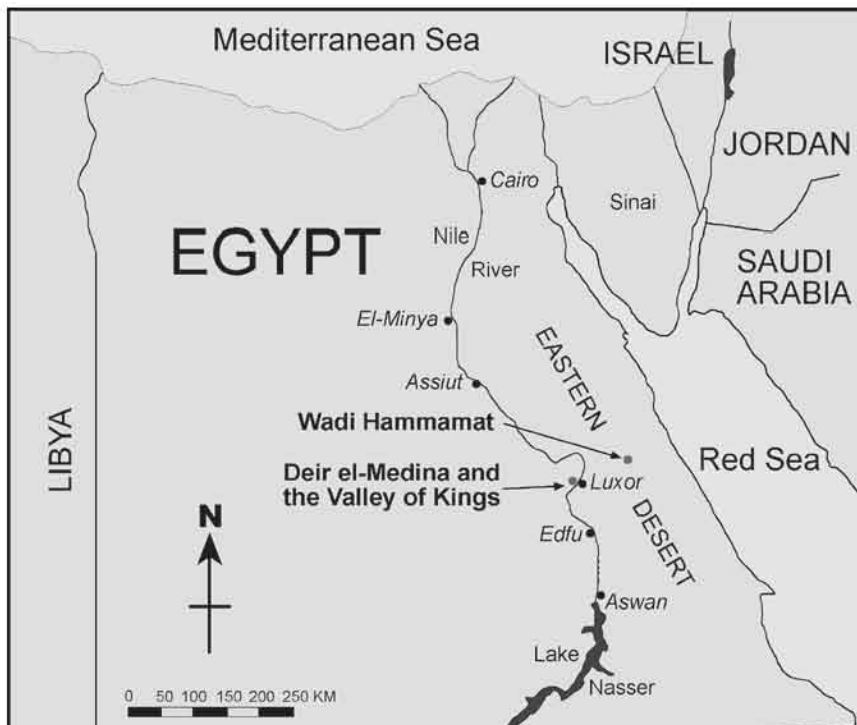 Mediterranean Sea
ISRAEL
JORDAN
Cairo
Sinai
EGYPT
Nile
River
SAUDI
ARABIA
El-Minya
EASTERN
Assiut
LIBYA
Wadi Hammamat
Red Sea
Deir el-Medina and
the Valley of Kings
Luxor
DESERT
N
Edfu
Aswan
Lake
Nasser
0 50 100 150 200 250 KM